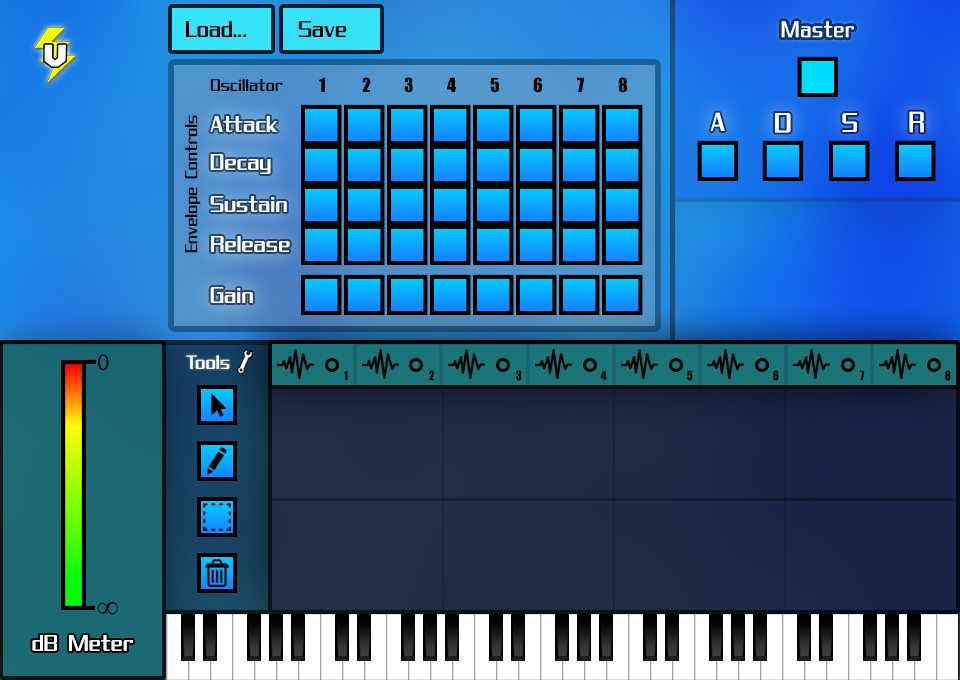 Load...
Save
U
Master
Oscillator 1 2 3 4 5 6 7 8
A D S R
Envelope Controls
Attack
Decay
Sustain
Release
Gain
0
Tools
1 2 3 4 5 6 7 8
∞
dB Meter